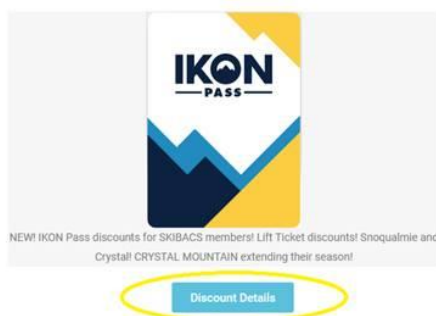 IKON
PASS
NEW! IKON Pass discounts for SKIBACS members! Lift Ticket discounts! Snoqualmie and
Crystal! CRYSTAL MOUNTAIN extending their season!
Discount Details